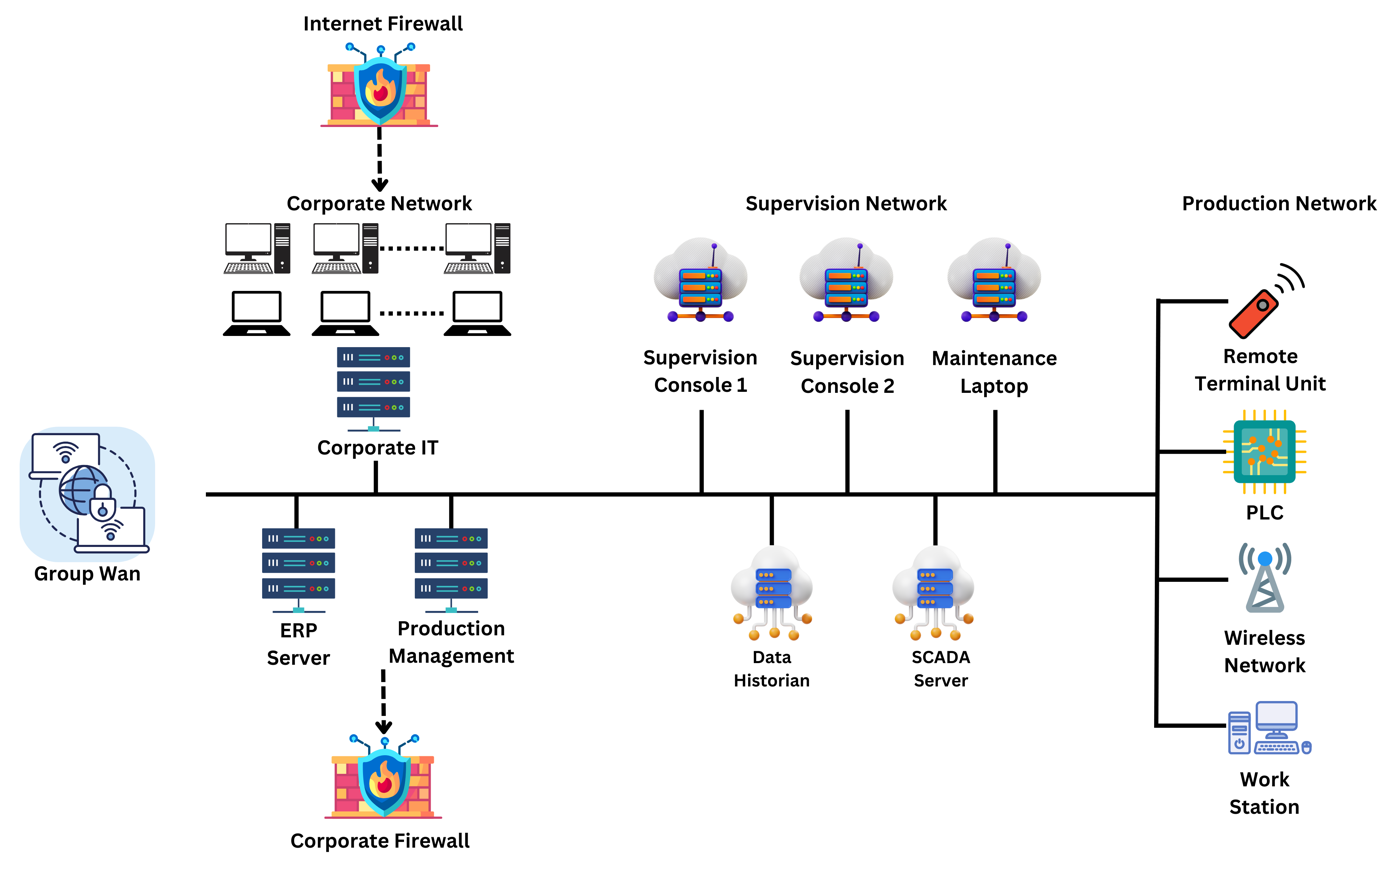 Internet Firewall
Corporate Network
Supervision Network
Production Network
Supervision
Console 1
Supervision
Console 2
Maintenance
Laptop
Remote
Terminal Unit
Corporate IT
PLC
Group Wan
ERP
Server
Production
Management
Data
Historian
SCADA
Server
Wireless
Network
Work
Station
Corporate Firewall